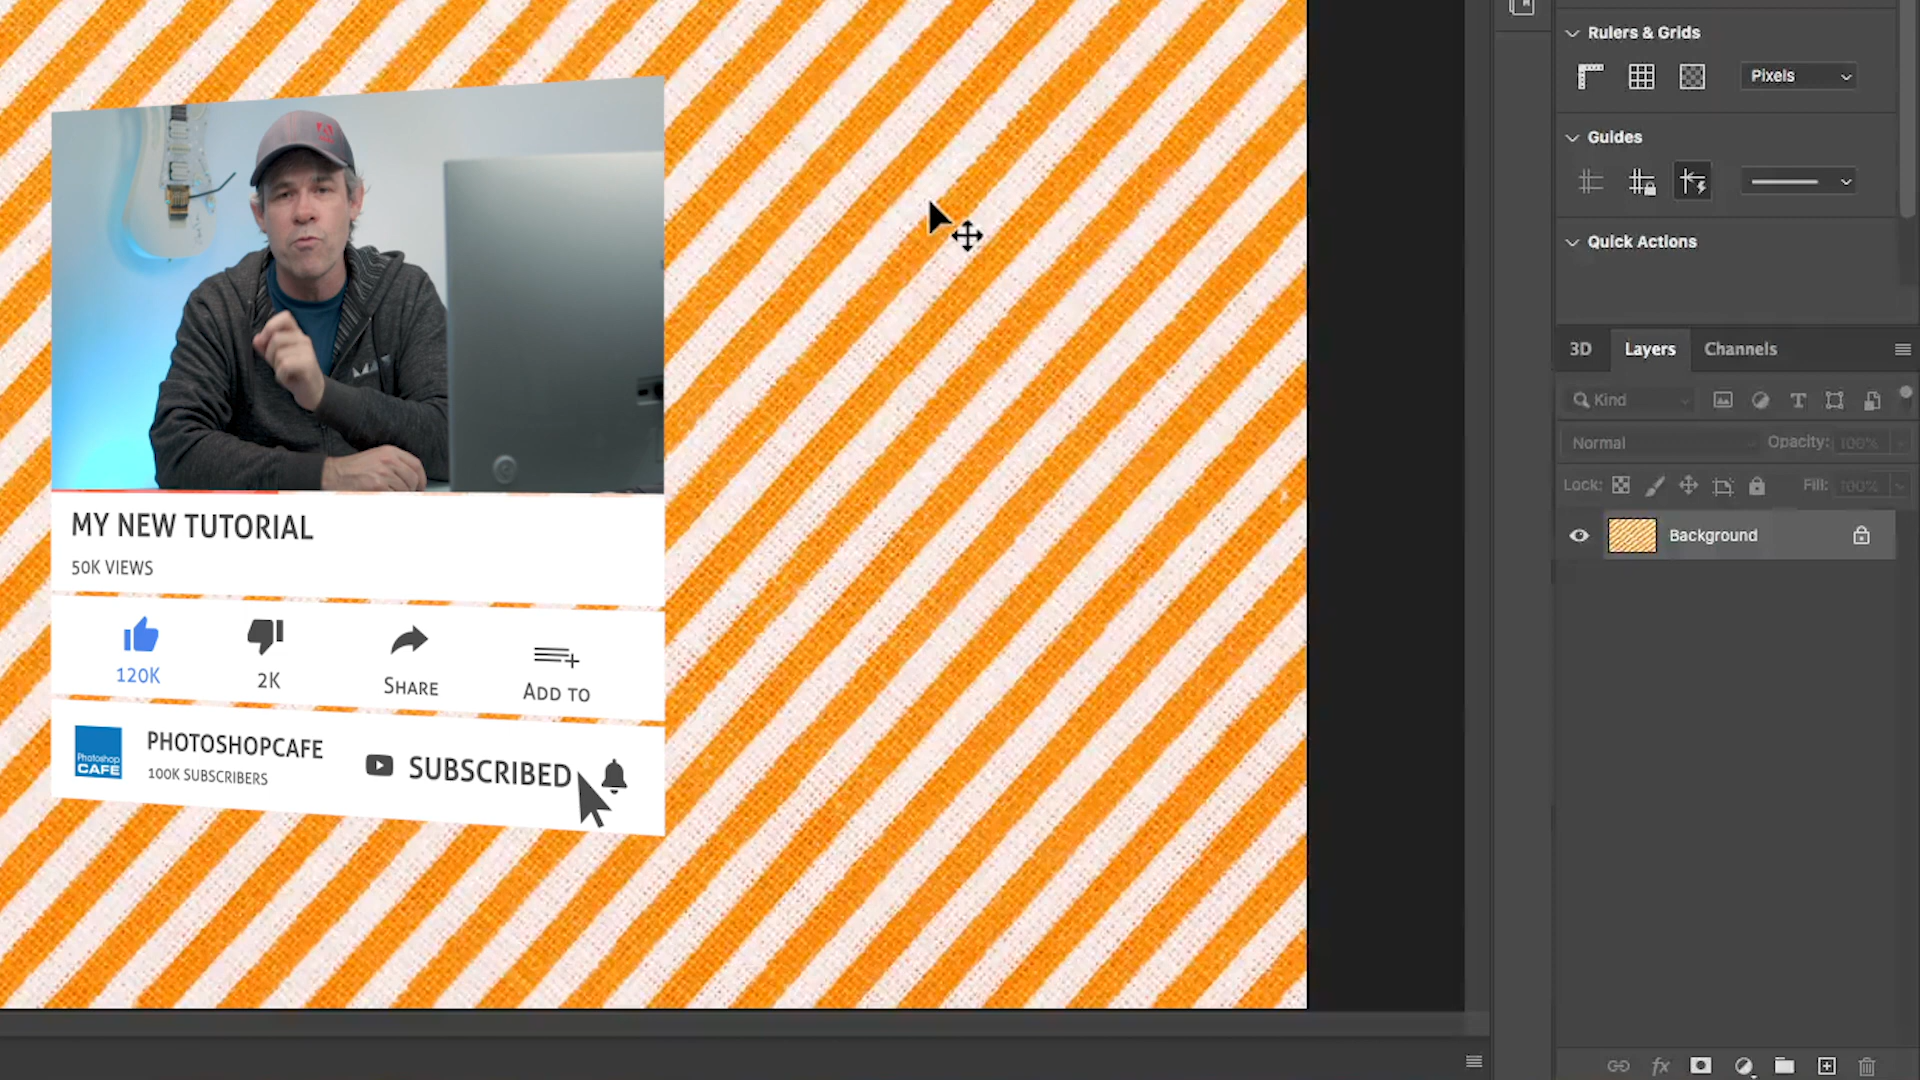 MY NEW TUTORIAL
50K VIEWS
120K
2K
SHARE
ADD TO
Photoshop
CAFE
PHOTOSHOPCAFE
100K SUBSCRIBERS
SUBSCRIBED
Rulers & Grids
Pixels
Guides
Quick Actions
3D Layers Channels
Kind
Normal Opacity: 100%
Lock: Fill: 100%
Background
fx